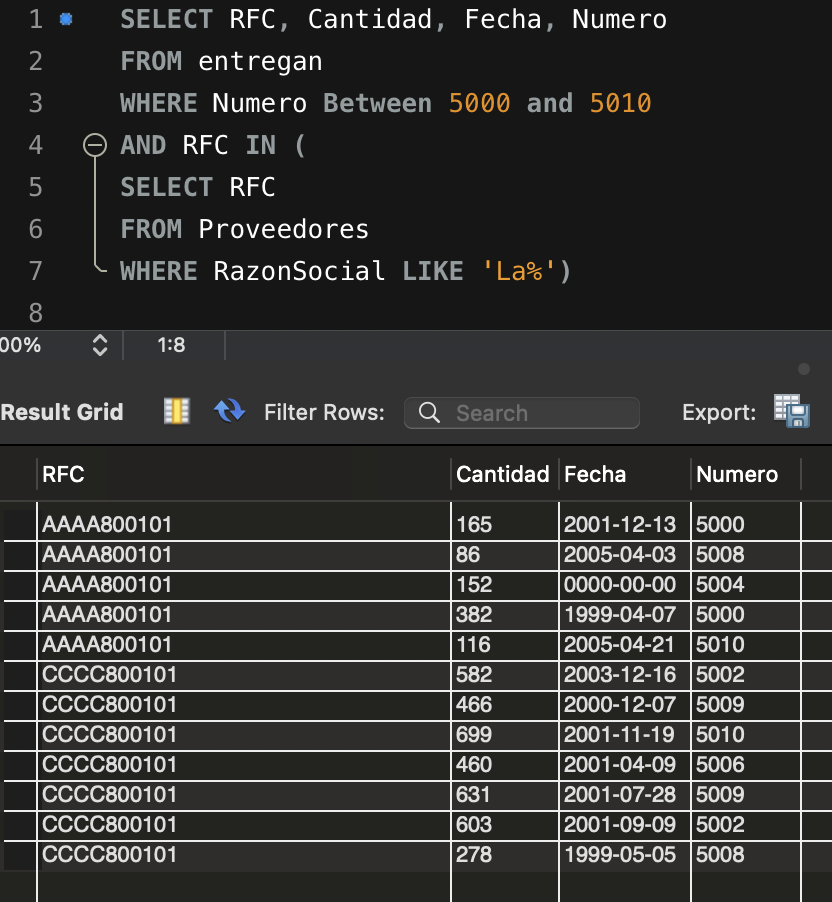 1 SELECT RFC, Cantidad, Fecha, Numero
2 FROM entregan
3 WHERE Numero Between 5000 and 5010
4 AND RFC IN (
5 SELECT RFC
6 FROM Proveedores
7 WHERE RazonSocial LIKE 'La%')
8
00% 1:8
Result Grid Filter Rows: Search Export:
RFC Cantidad Fecha Numero
AAAA800101 165 2001-12-13 5000
AAAA800101 86 2005-04-03 5008
AAAA800101 152 0000-00-00 5004
AAAA800101 382 1999-04-07 5000
AAAA800101 116 2005-04-21 5010
CCCC800101 582 2003-12-16 5002
CCCC800101 466 2000-12-07 5009
CCCC800101 699 2001-11-19 5010
CCCC800101 460 2001-04-09 5006
CCCC800101 631 2001-07-28 5009
CCCC800101 603 2001-09-09 5002
CCCC800101 278 1999-05-05 5008